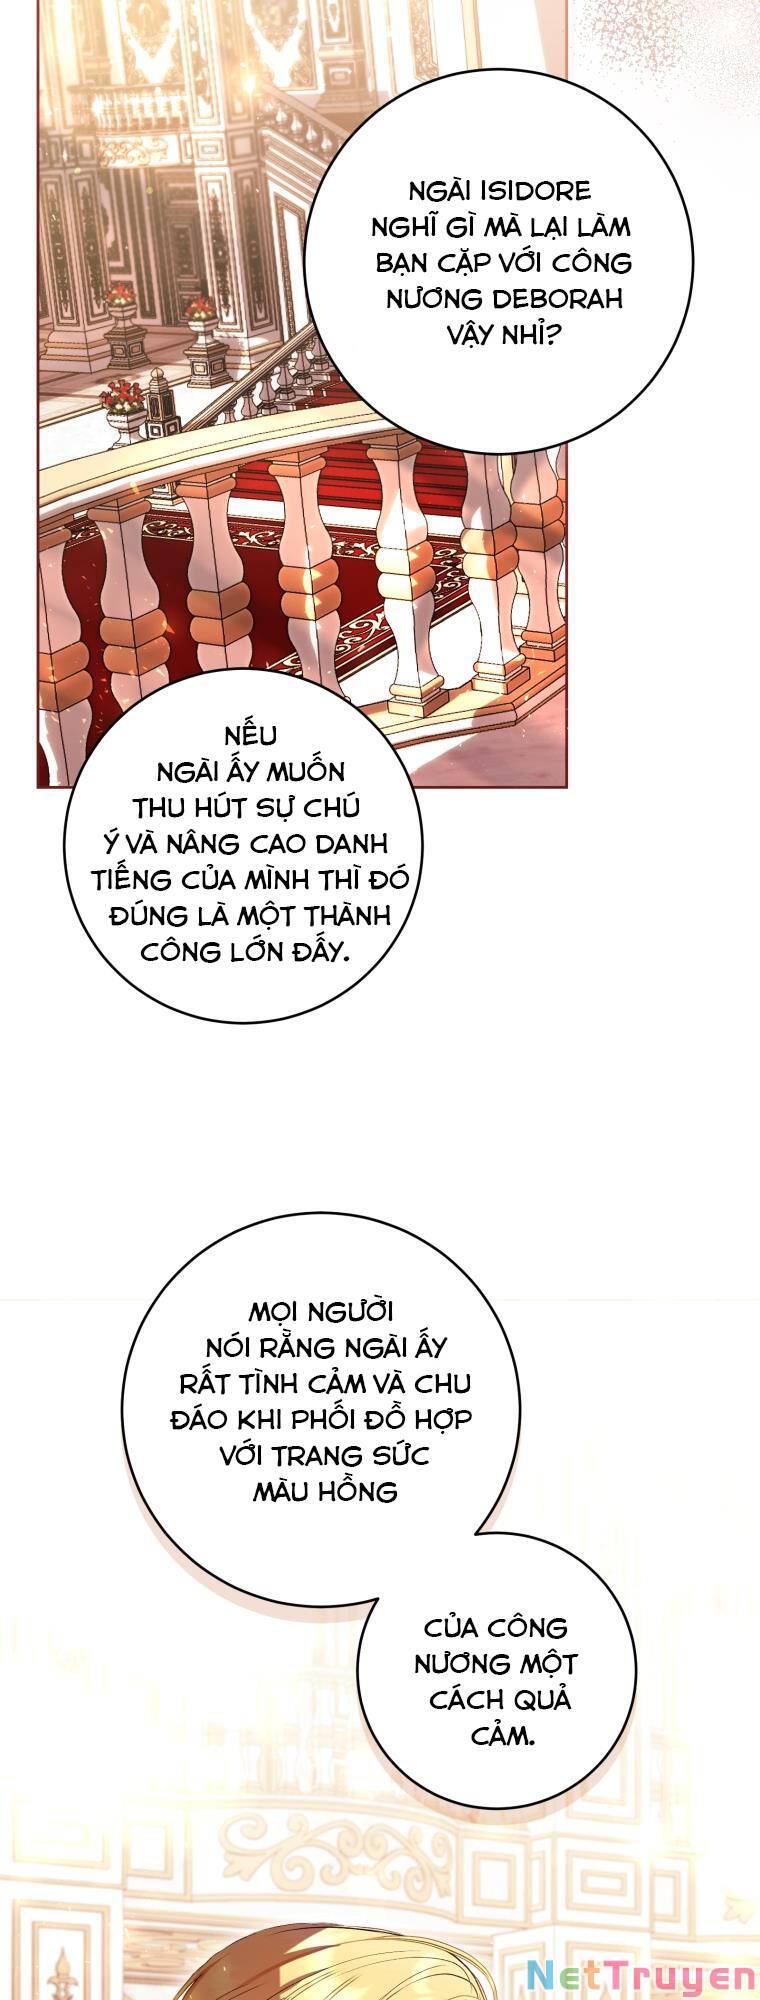 NGÀI ISIDORE
NGHĨ GÌ MÀ LẠI LÀM
BẠN CẶP VỚI CÔNG
NƯƠNG DEBORAH
VẬY NHỈ?
NẾU
NGÀI ẤY MUỐN
THU HÚT SỰ CHÚ
Ý VÀ NÂNG CAO DANH
TIẾNG CỦA MÌNH THÌ ĐÓ
ĐÚNG LÀ MỘT THÀNH
CÔNG LỚN ĐẤY.
MỌI NGƯỜI
NÓI RẰNG NGÀI ẤY
RẤT TÌNH CẢM VÀ CHU
ĐÁO KHI PHỐI ĐỒ HỢP
VỚI TRANG SỨC
MÀU HỒNG
CỦA CÔNG
NƯƠNG MỘT
CÁCH QUẢ
CẢM.
NetTruyen